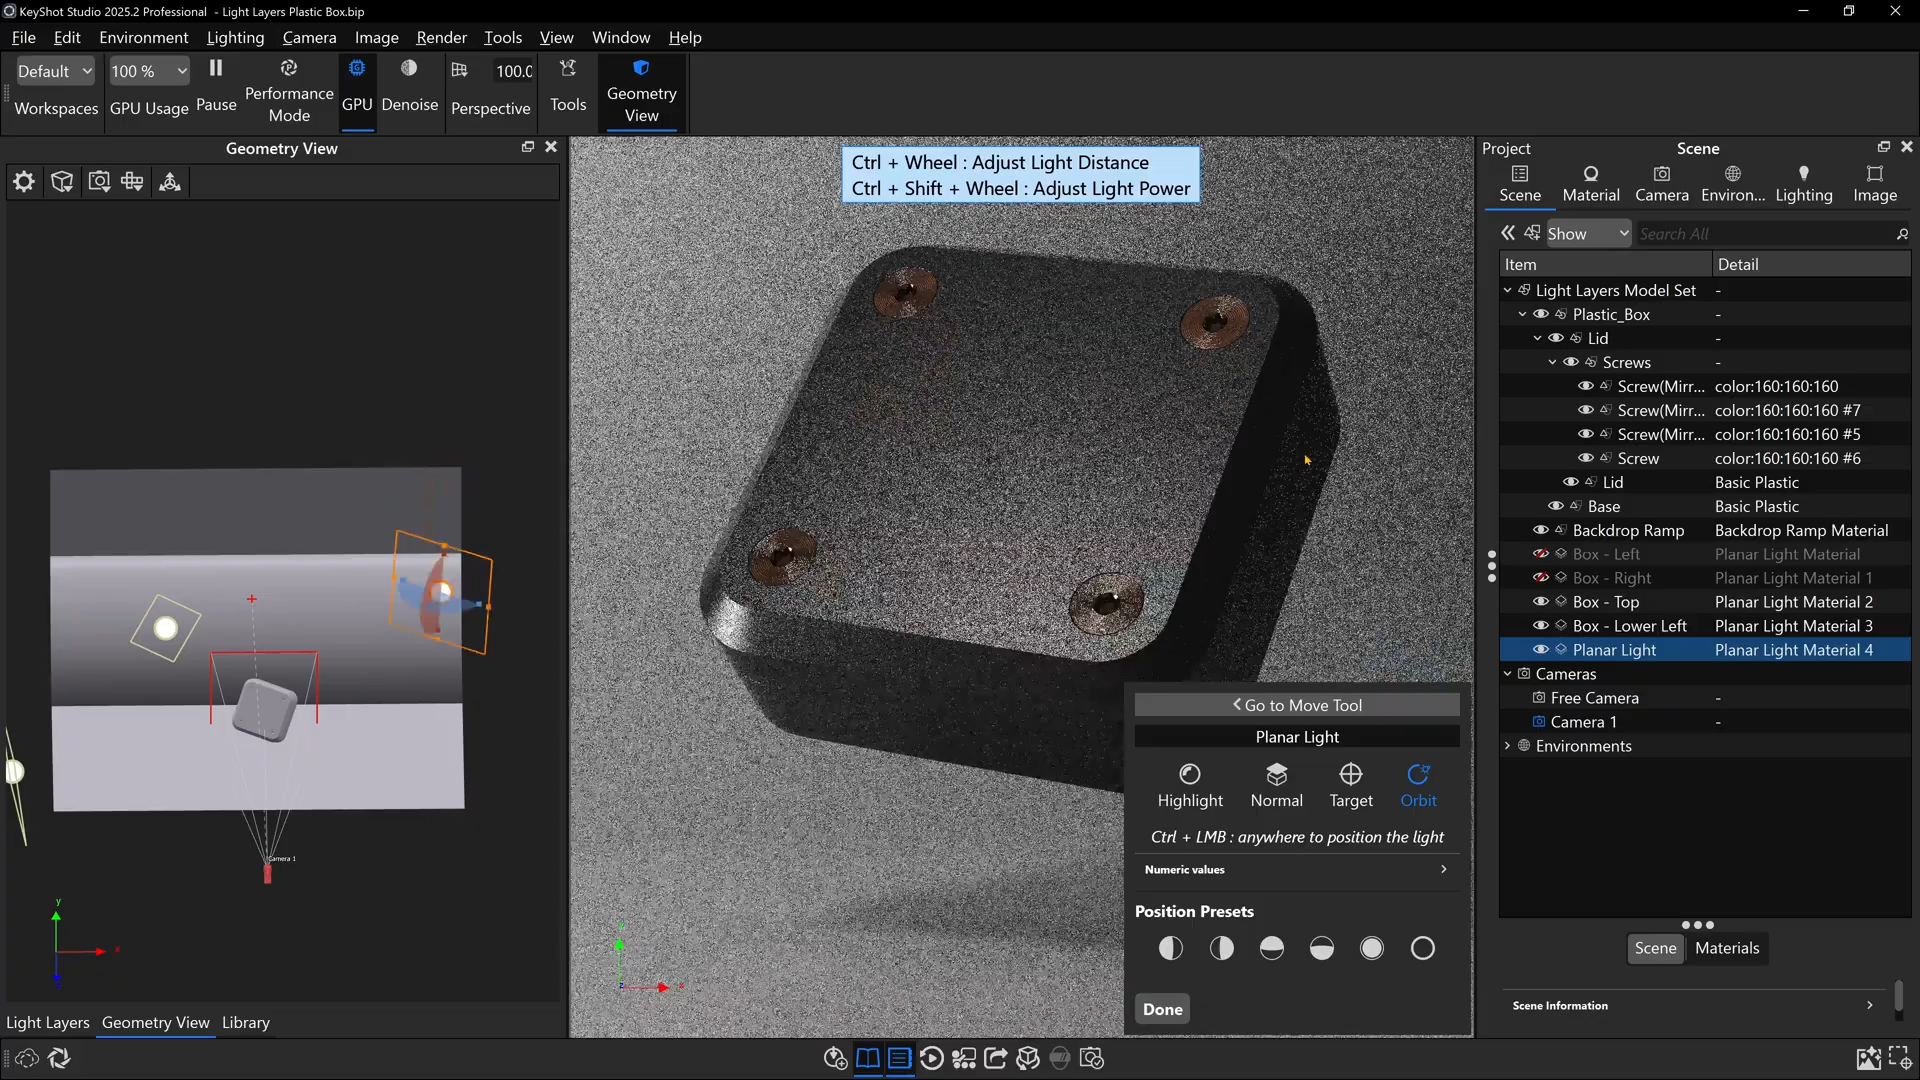 KeyShot Studio 2025.2 Professional - Light Layers Plastic Box.bip
File Edit Environment Lighting Camera Image Render Tools View Window Help
Default 100 % 100.0
Workspaces GPU Usage Pause Performance Mode GPU Denoise Perspective Tools Geometry View
Geometry View
Ctrl + Wheel : Adjust Light Distance
Ctrl + Shift + Wheel : Adjust Light Power
Project Scene
Scene Material Camera Environ... Lighting Image
Show Search All
Item Detail
Light Layers Model Set -
Plastic_Box -
Lid -
Screws -
Screw(Mirr... color:160:160:160
Screw(Mirr... color:160:160:160 #7
Screw(Mirr... color:160:160:160 #5
Screw color:160:160:160 #6
Lid Basic Plastic
Base Basic Plastic
Backdrop Ramp Backdrop Ramp Material
Box - Left Planar Light Material
Box - Right Planar Light Material 1
Box - Top Planar Light Material 2
Box - Lower Left Planar Light Material 3
Planar Light Planar Light Material 4
Cameras
Free Camera -
Camera 1 -
Environments
Camera 1
y
x
Go to Move Tool
Planar Light
Highlight Normal Target Orbit
Ctrl + LMB : anywhere to position the light
Numeric values
Position Presets
Done
Scene Materials
Scene Information
Light Layers Geometry View Library